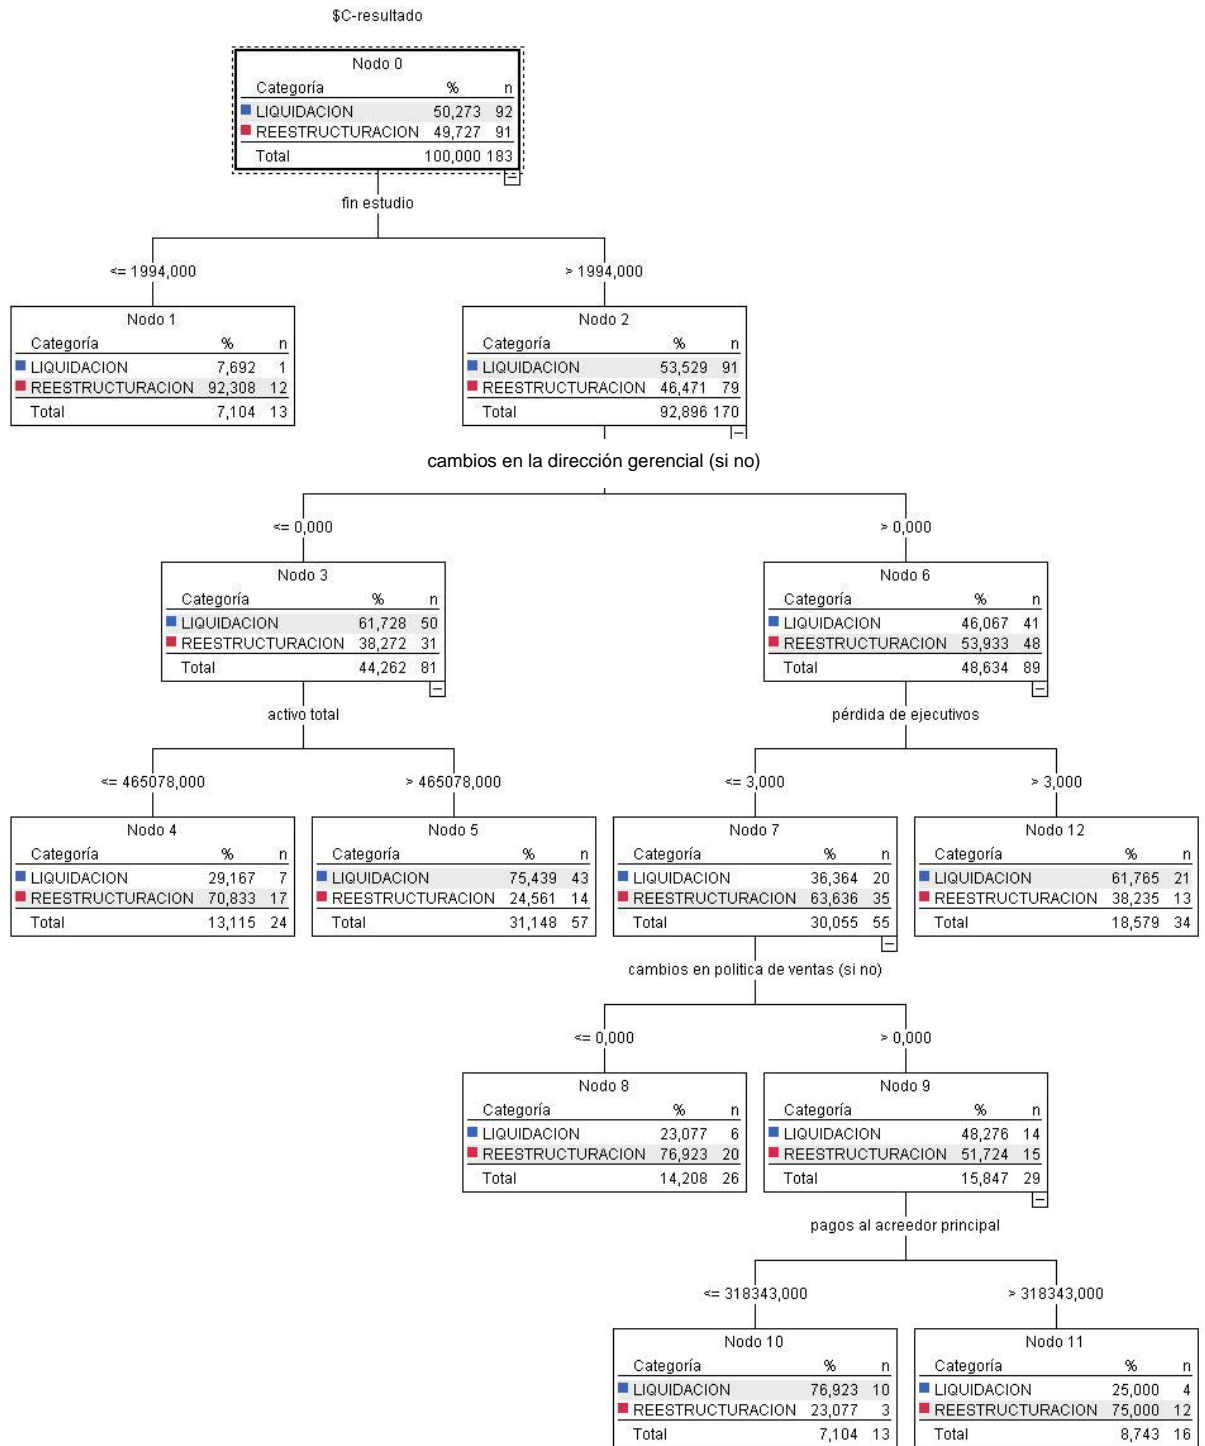 $C-resultado
Nodo 0
Categoría % n
LIQUIDACION 50,273 92
REESTRUCTURACION 49,727 91
Total 100,000 183
fin estudio
<= 1994,000
> 1994,000
Nodo 1
Categoría % n
LIQUIDACION 7,692 1
REESTRUCTURACION 92,308 12
Total 7,104 13
Nodo 2
Categoría % n
LIQUIDACION 53,529 91
REESTRUCTURACION 46,471 79
Total 92,896 170
cambios en la dirección gerencial (si no)
<= 0,000
> 0,000
Nodo 3
Categoría % n
LIQUIDACION 61,728 50
REESTRUCTURACION 38,272 31
Total 44,262 81
Nodo 6
Categoría % n
LIQUIDACION 46,067 41
REESTRUCTURACION 53,933 48
Total 48,634 89
activo total
pérdida de ejecutivos
<= 465078,000
> 465078,000
<= 3,000
> 3,000
Nodo 4
Categoría % n
LIQUIDACION 29,167 7
REESTRUCTURACION 70,833 17
Total 13,115 24
Nodo 5
Categoría % n
LIQUIDACION 75,439 43
REESTRUCTURACION 24,561 14
Total 31,148 57
Nodo 7
Categoría % n
LIQUIDACION 36,364 20
REESTRUCTURACION 63,636 35
Total 30,055 55
Nodo 12
Categoría % n
LIQUIDACION 61,765 21
REESTRUCTURACION 38,235 13
Total 18,579 34
cambios en politica de ventas (si no)
<= 0,000
> 0,000
Nodo 8
Categoría % n
LIQUIDACION 23,077 6
REESTRUCTURACION 76,923 20
Total 14,208 26
Nodo 9
Categoría % n
LIQUIDACION 48,276 14
REESTRUCTURACION 51,724 15
Total 15,847 29
pagos al acreedor principal
<= 318343,000
> 318343,000
Nodo 10
Categoría % n
LIQUIDACION 76,923 10
REESTRUCTURACION 23,077 3
Total 7,104 13
Nodo 11
Categoría % n
LIQUIDACION 25,000 4
REESTRUCTURACION 75,000 12
Total 8,743 16